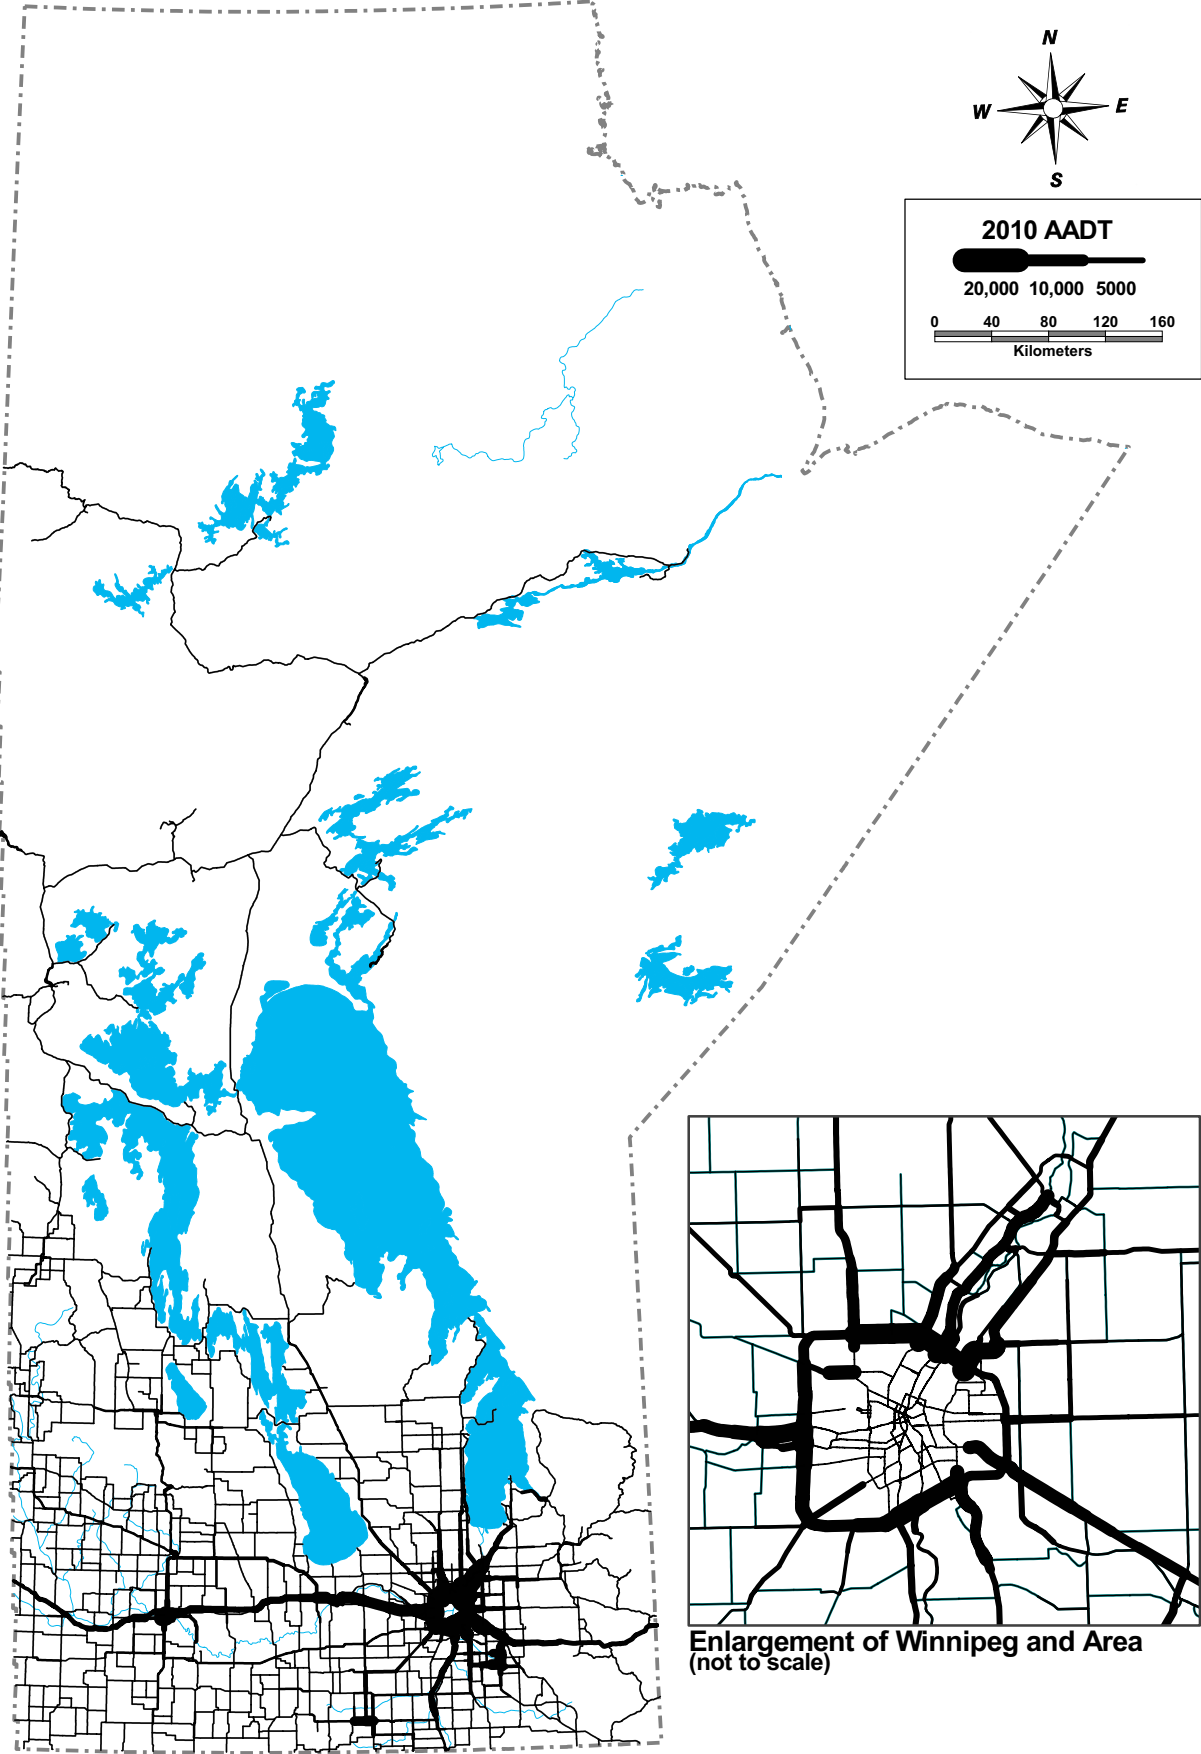 N
W E
S
2010 AADT
20,000 10,000 5000
0 40 80 120 160
Kilometers
Enlargement of Winnipeg and Area
(not to scale)